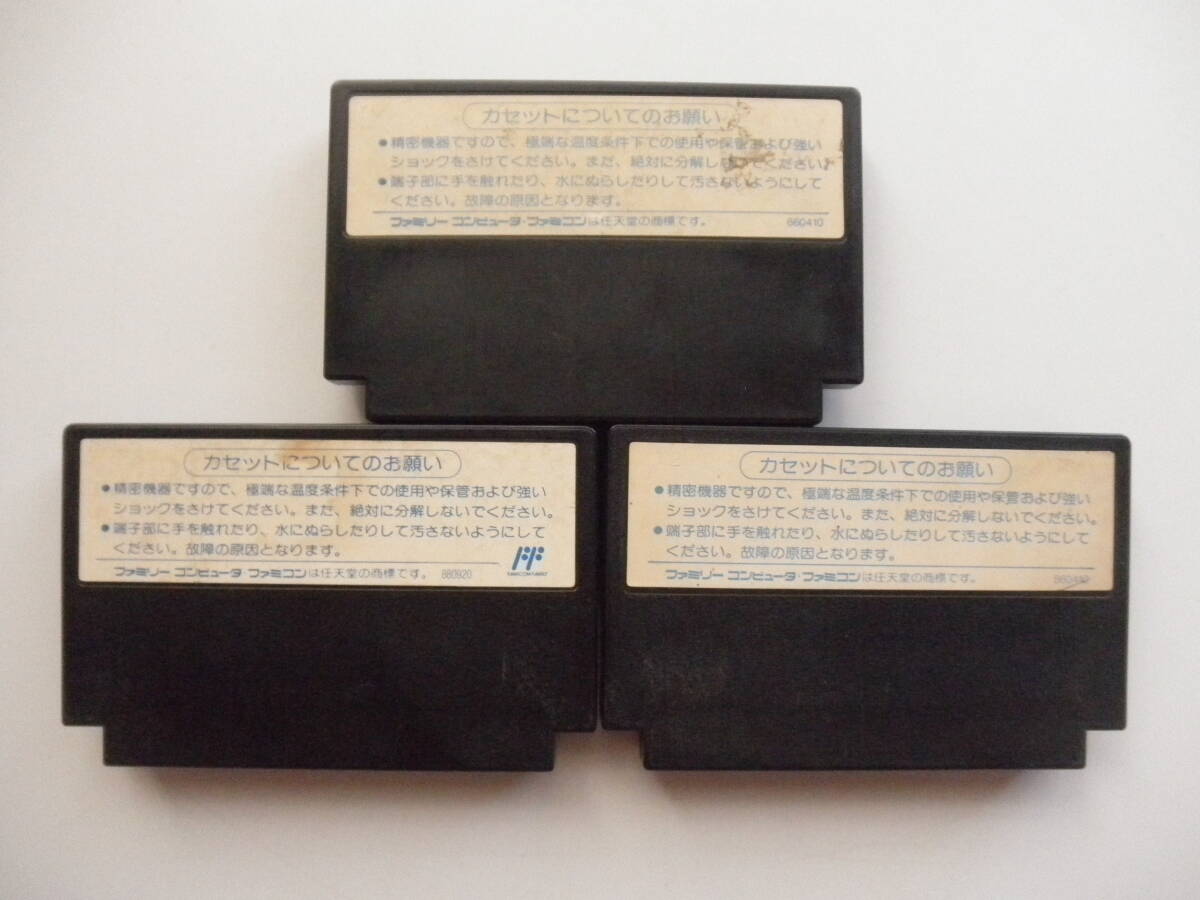 カセットについてのお願い
●精密機器ですので、極端な温度条件下での使用や保管および強い
ショックをさけてください。また、絶対に分解しないでください。
●端子部に手を触れたり、水にぬらしたりして汚さないようにして
ください。故障の原因となります。
ファミリー コンピュータ・ファミコンは任天堂の商標です。 860410
カセットについてのお願い
●精密機器ですので、極端な温度条件下での使用や保管および強い
ショックをさけてください。また、絶対に分解しないでください。
●端子部に手を触れたり、水にぬらしたりして汚さないようにして
ください。故障の原因となります。
ファミリー コンピュータ・ファミコンは任天堂の商標です。 880920
カセットについてのお願い
●精密機器ですので、極端な温度条件下での使用や保管および強い
ショックをさけてください。また、絶対に分解しないでください。
●端子部に手を触れたり、水にぬらしたりして汚さないようにして
ください。故障の原因となります。
ファミリー コンピュータ・ファミコンは任天堂の商標です。